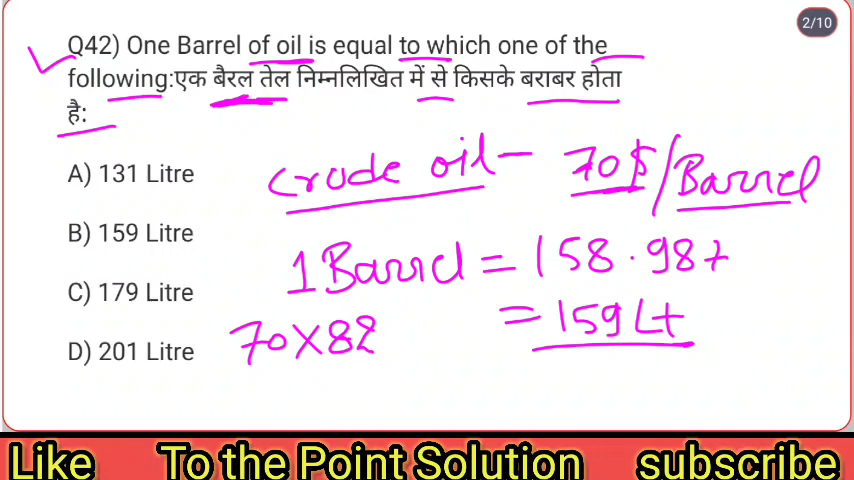 2/10
Q42) One Barrel of oil is equal to which one of the
following:एक बैरल तेल निम्नलिखित में से किसके बराबर होता
है:
A) 131 Litre
B) 159 Litre
C) 179 Litre
D) 201 Litre
Crude oil - 70$/Barrel
1 Barrel = 158.987
= 159 Lt
70X82
Like To the Point Solution subscribe